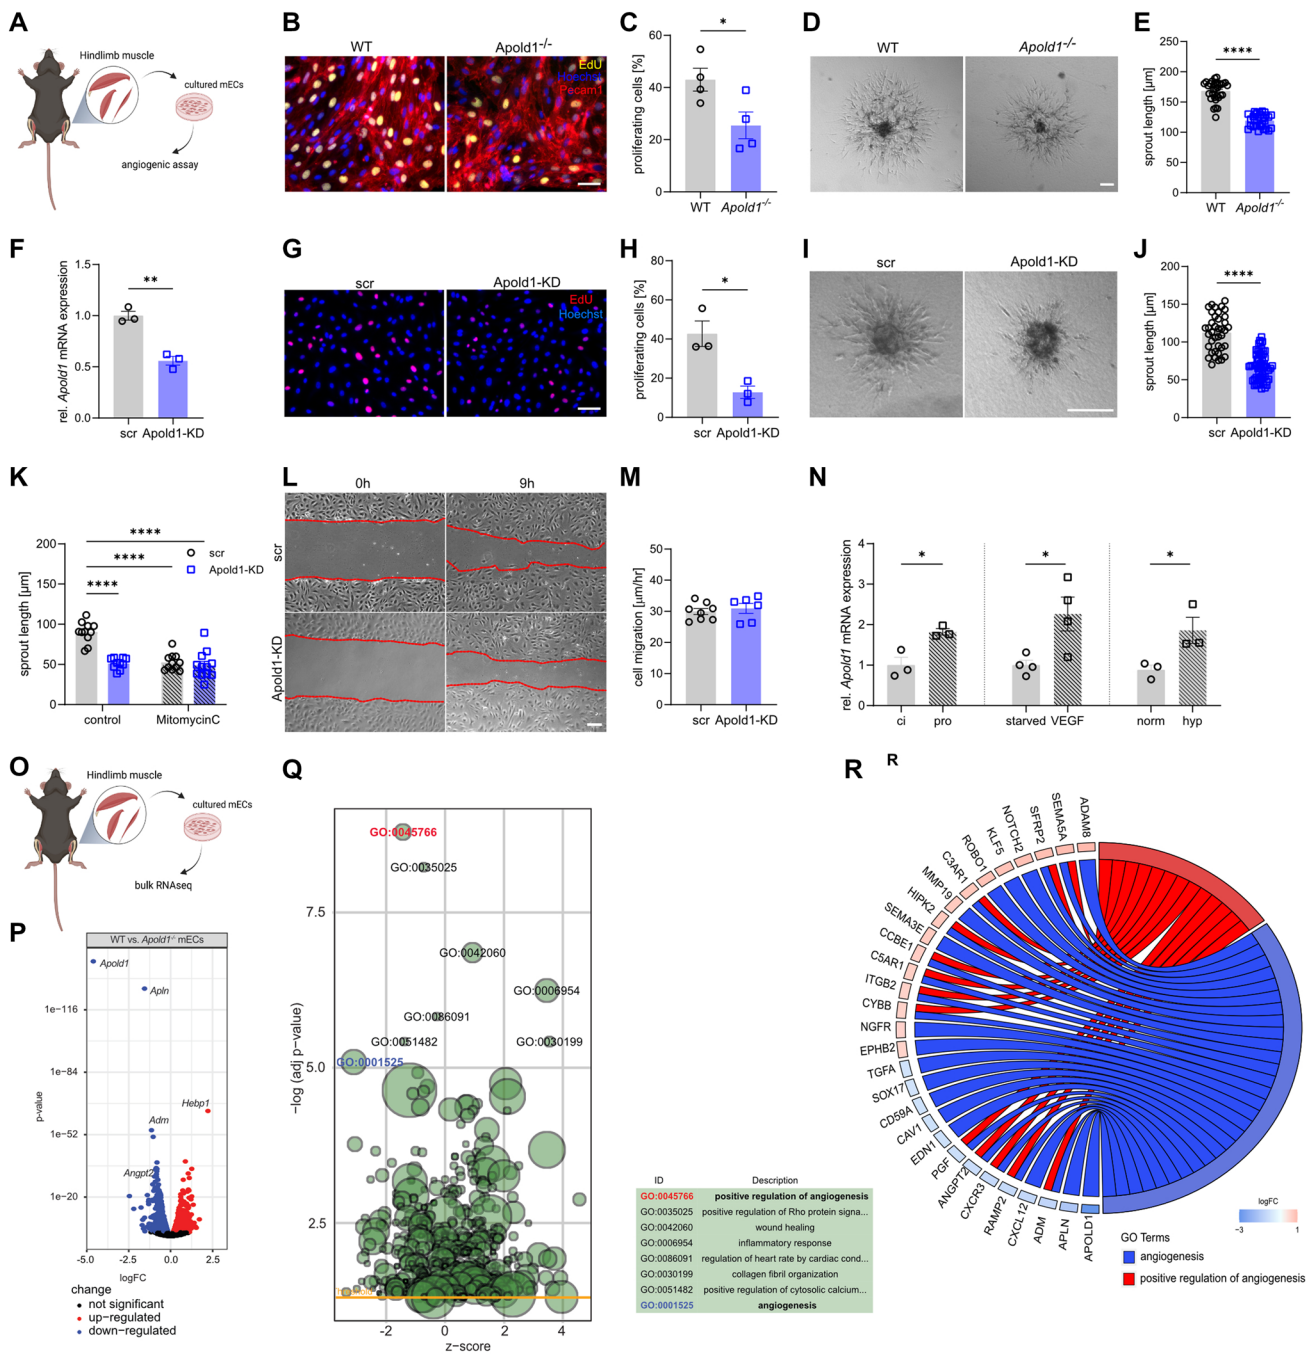 A
Hindlimb muscle
cultured mECs
angiogenic assay
B
WT
Apold1-/-
EdU
Hoechst
Pecam1
C
*
proliferating cells [%]
60
40
20
0
WT Apold1-/-
D
WT
Apold1-/-
E
****
sprout length [µm]
250
200
150
100
50
0
WT Apold1-/-
F
**
rel. Apold1 mRNA expression
1.5
1.0
0.5
0.0
scr Apold1-KD
G
scr
Apold1-KD
EdU
Hoechst
H
*
proliferating cells [%]
80
60
40
20
0
scr Apold1-KD
I
scr
Apold1-KD
J
****
sprout length [µm]
200
150
100
50
0
scr Apold1-KD
K
****
****
****
scr
Apold1-KD
sprout length [µm]
200
150
100
50
0
control
MitomycinC
L
0h
9h
scr
Apold1-KD
M
cell migration [µm/hr]
50
40
30
20
10
0
scr Apold1-KD
N
*
*
*
rel. Apold1 mRNA expression
4
3
2
1
0
ci pro
starved VEGF
norm hyp
O
Hindlimb muscle
cultured mECs
bulk RNAseq
P
WT vs. Apold1-/- mECs
Apold1
Apln
Hebp1
Adm
Angpt2
p-value
1e−116
1e−84
1e−52
1e−20
-5.0 -2.5 0.0 2.5
logFC
change
not significant
up−regulated
down−regulated
Q
GO:0045766
GO:0035025
GO:0042060
GO:0006954
GO:0086091
GO:0051482
GO:0030199
GO:0001525
−log (adj p−value)
7.5
5.0
2.5
-2 0 2 4
z−score
ID Description
GO:0045766 positive regulation of angiogenesis
GO:0035025 positive regulation of Rho protein signa...
GO:0042060 wound healing
GO:0006954 inflammatory response
GO:0086091 regulation of heart rate by cardiac cond...
GO:0030199 collagen fibril organization
GO:0051482 positive regulation of cytosolic calcium...
GO:0001525 angiogenesis
R
R
ADAM8
SEMA5A
SFRP2
NOTCH2
KLF5
ROBO1
C3AR1
MMP19
HIPK2
SEMA3E
CCBE1
C5AR1
ITGB2
CYBB
NGFR
EPHB2
TGFA
SOX17
CD59A
CAV1
EDN1
PGF
ANGPT2
CXCR3
RAMP2
CXCL12
ADM
APLN
APOLD1
logFC
−3 1
GO Terms
angiogenesis
positive regulation of angiogenesis